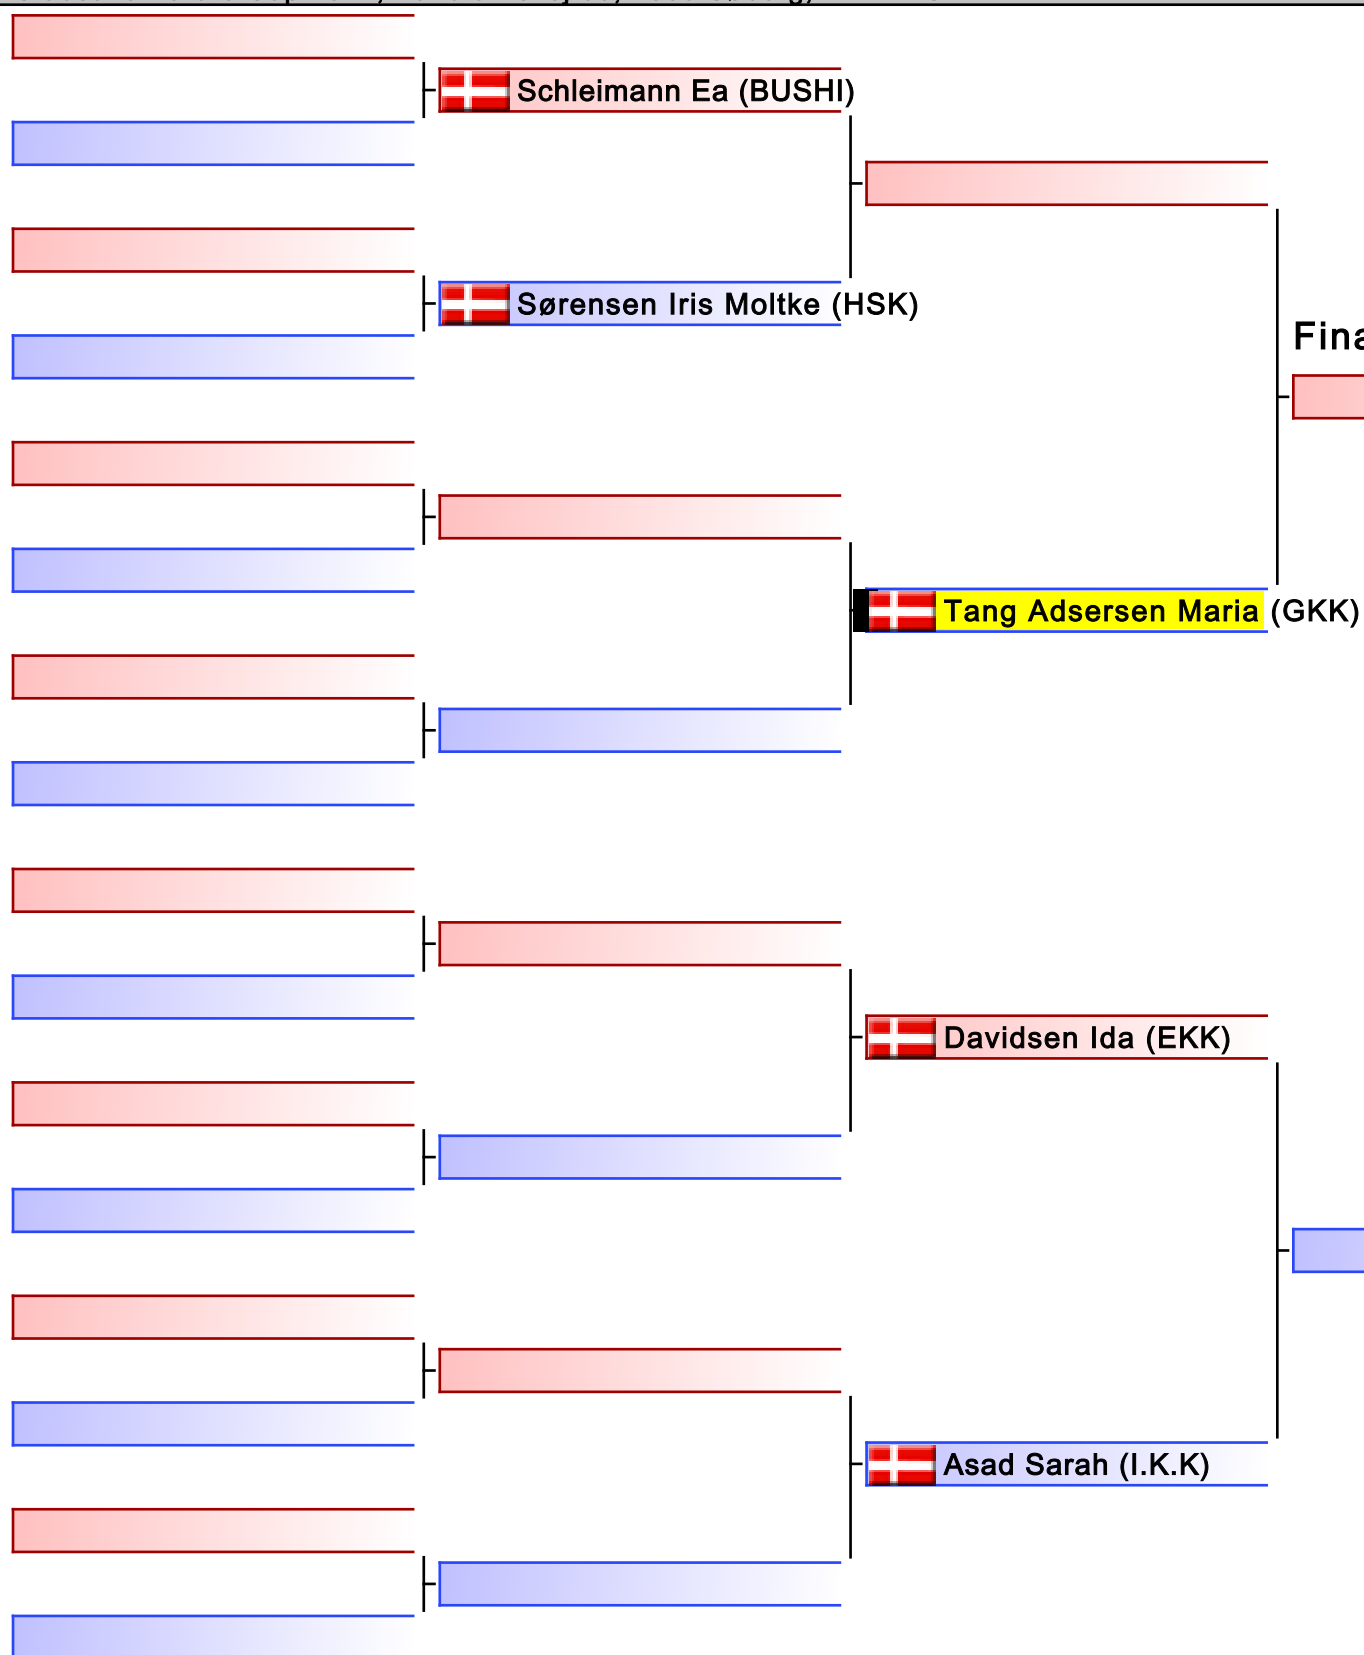 Schleimann Ea (BUSHI)
Sørensen Iris Moltke (HSK)
Fina
Tang Adsersen Maria (GKK)
Davidsen Ida (EKK)
Asad Sarah (I.K.K)